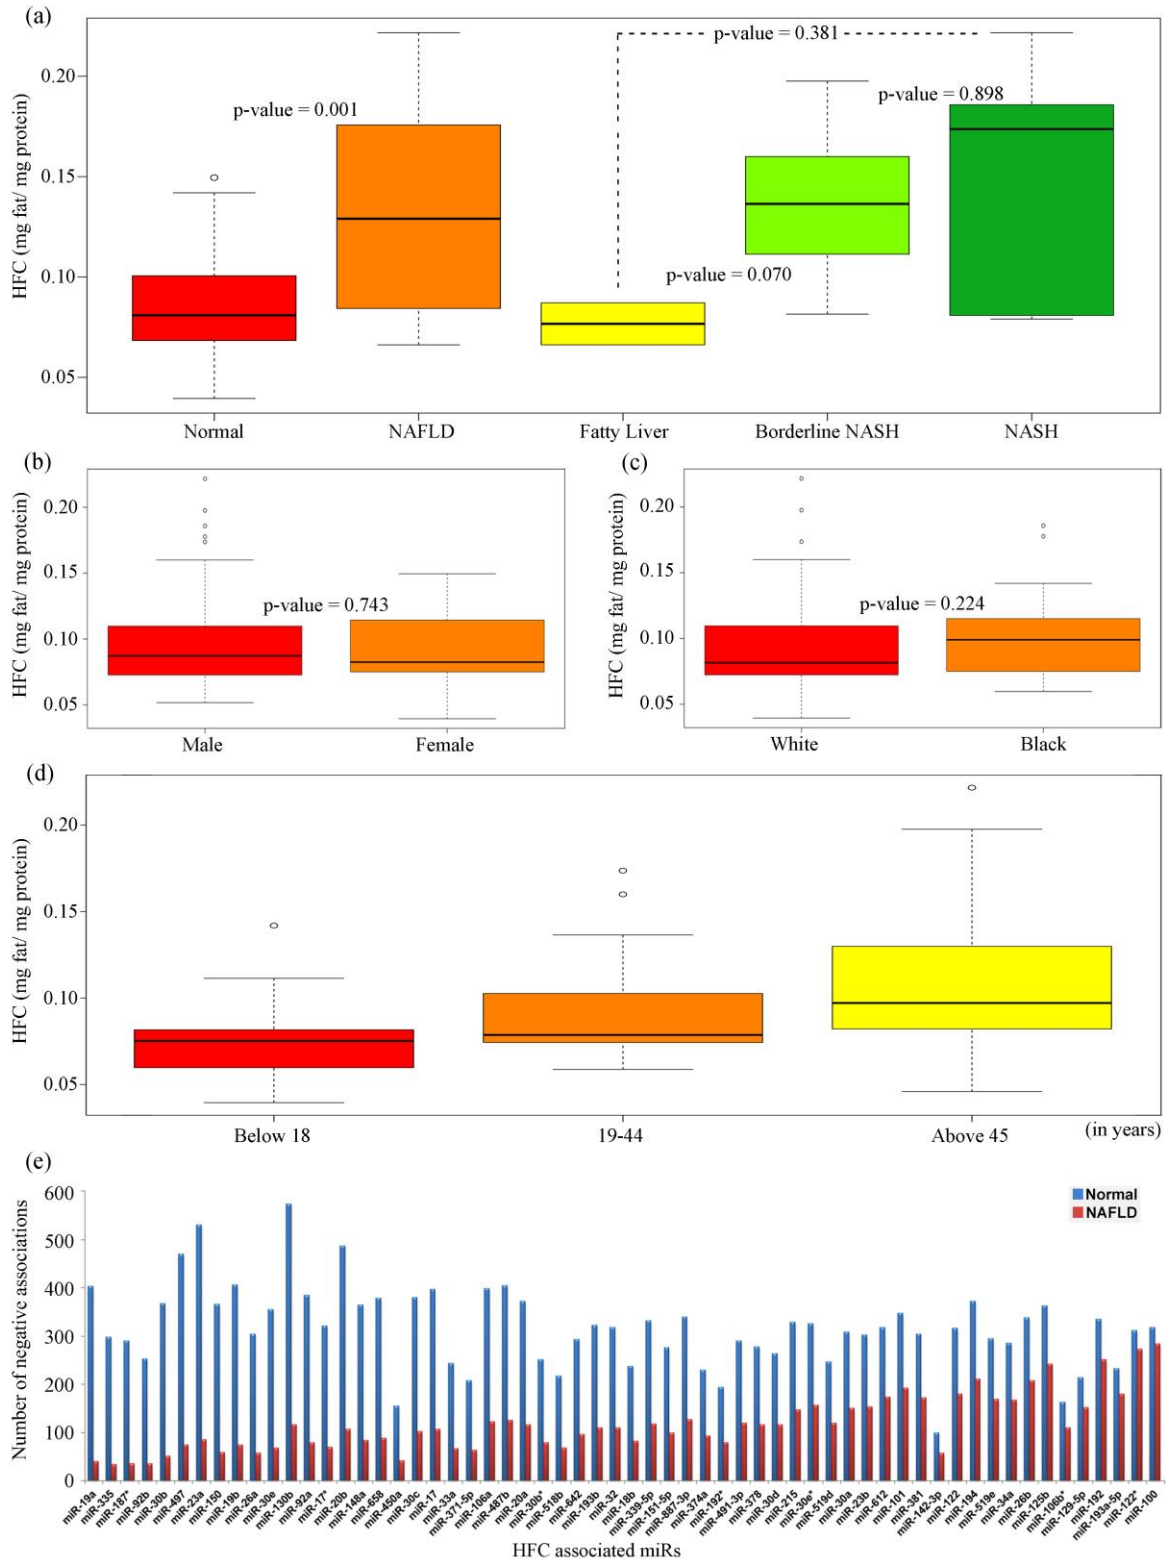 (a)
HFC (mg fat/ mg protein)
0.20
0.15
0.10
0.05
p-value = 0.001
p-value = 0.381
p-value = 0.898
p-value = 0.070
Normal NAFLD Fatty Liver Borderline NASH NASH
(b)
HFC (mg fat/ mg protein)
0.20
0.15
0.10
0.05
p-value = 0.743
Male Female
(c)
HFC (mg fat/ mg protein)
0.20
0.15
0.10
0.05
p-value = 0.224
White Black
(d)
HFC (mg fat/ mg protein)
0.20
0.15
0.10
0.05
Below 18 19-44 Above 45 (in years)
(e)
Number of negative associations
600
500
400
300
200
100
0
Normal
NAFLD
miR-19a
miR-335
miR-187*
miR-92b
miR-30b
miR-497
miR-23a
miR-150
miR-19b
miR-26a
miR-30e
miR-130b
miR-92a
miR-17*
miR-20b
miR-148a
miR-658
miR-450a
miR-30c
miR-17
miR-33a
miR-371-5p
miR-106a
miR-487b
miR-20a
miR-30b*
miR-518b
miR-642
miR-193b
miR-32
miR-18b
miR-339-5p
miR-151-5p
miR-887-3p
miR-374a
miR-192*
miR-491-3p
miR-378
miR-30d
miR-215
miR-30e*
miR-519d
miR-30a
miR-23b
miR-612
miR-101
miR-381
miR-142-3p
miR-122
miR-194
miR-519e
miR-34a
miR-26b
miR-125b
miR-106b*
miR-129-5p
miR-192
miR-193a-5p
miR-122*
miR-100
HFC associated miRs